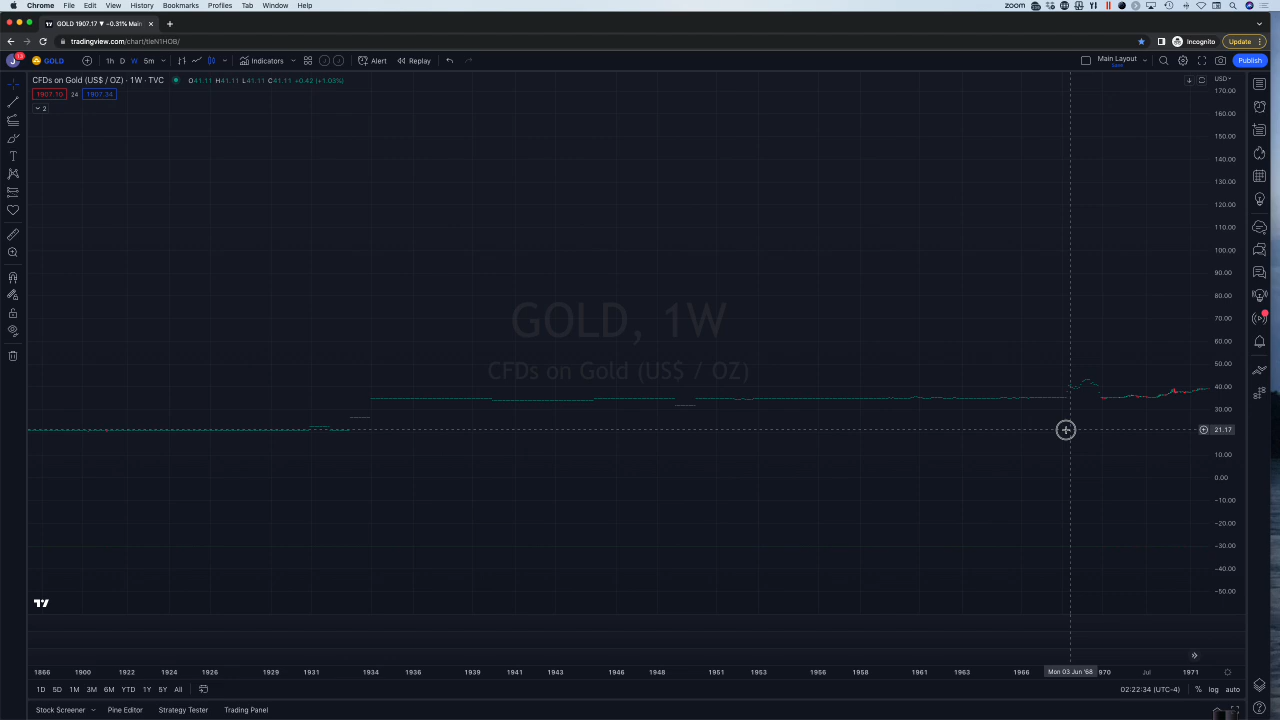 Chrome File Edit View History Bookmarks Profiles Tab Window Help zoom
GOLD 1907.17 ▼ −0.31% Main
tradingview.com/chart/tIeN1HOB/ Incognito Update
J 13 GOLD 1h D W 5m Indicators Alert Replay Main Layout Save Publish
CFDs on Gold (US$ / OZ) · 1W · TVC O41.11 H41.11 L41.11 C41.11 +0.42 (+1.03%) USD
1907.10 24 1907.34
2
170.00
160.00
150.00
140.00
130.00
120.00
110.00
100.00
90.00
80.00
70.00
60.00
50.00
40.00
30.00
21.17
10.00
0.00
−10.00
−20.00
−30.00
−40.00
−50.00
GOLD, 1W
CFDs on Gold (US$ / OZ)
1866 1900 1922 1924 1926 1929 1931 1934 1936 1939 1941 1943 1946 1948 1951 1953 1956 1958 1961 1963 1966 Mon 03 Jun '68 970 Jul 1971
1D 5D 1M 3M 6M YTD 1Y 5Y All 02:22:34 (UTC-4) % log auto
Stock Screener Pine Editor Strategy Tester Trading Panel